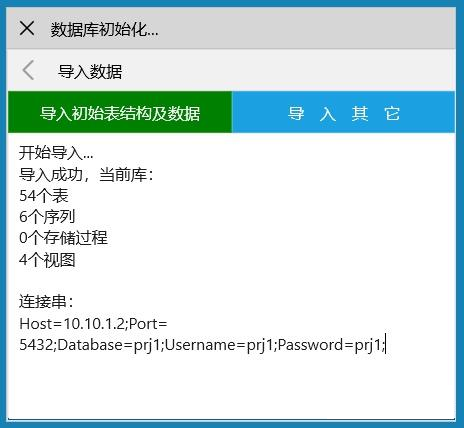 数据库初始化...
导入数据
导入初始表结构及数据
导 入 其 它
开始导入...
导入成功，当前库：
54个表
6个序列
0个存储过程
4个视图
连接串：
Host=10.10.1.2;Port=
5432;Database=prj1;Username=prj1;Password=prj1;